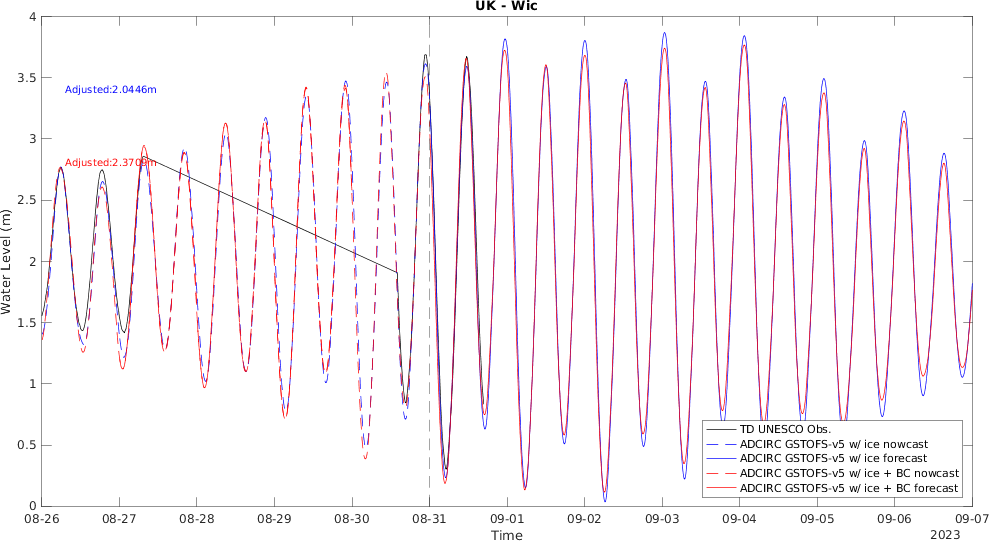 UK - Wic
4
3.5
3
2.5
2
1.5
1
0.5
0
Water Level (m)
Adjusted:2.0446m
Adjusted:2.3709m
TD UNESCO Obs.
ADCIRC GSTOFS-v5 w/ ice nowcast
ADCIRC GSTOFS-v5 w/ ice forecast
ADCIRC GSTOFS-v5 w/ ice + BC nowcast
ADCIRC GSTOFS-v5 w/ ice + BC forecast
08-26 08-27 08-28 08-29 08-30 08-31 09-01 09-02 09-03 09-04 09-05 09-06 09-07
Time
2023